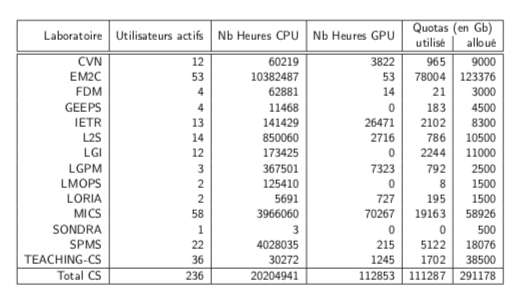 Laboratoire Utilisateurs actifs Nb Heures CPU Nb Heures GPU Quotas (en Gb)
utilisé alloué
CVN 12 60219 3822 965 9000
EM2C 53 10382487 53 78004 123376
FDM 4 62881 14 21 3000
GEEPS 4 11468 0 183 4500
IETR 13 141429 26471 2102 8300
L2S 14 850060 2716 786 10500
LGI 12 173425 0 2244 11000
LGPM 3 367501 7323 792 2500
LMOPS 2 125410 0 8 1500
LORIA 2 5691 727 195 1500
MICS 58 3966060 70267 19163 58926
SONDRA 1 3 0 0 500
SPMS 22 4028035 215 5122 18076
TEACHING-CS 36 30272 1245 1702 38500
Total CS 236 20204941 112853 111287 291178